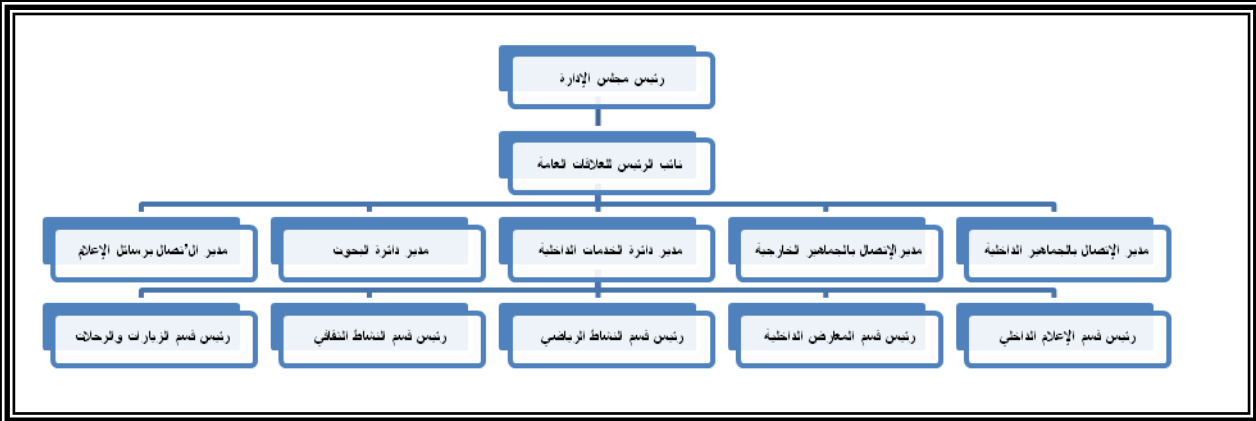 رئيس مجلس الإدارة
نائب الرئيس للعلاقات العامة
مدير الإتصال بالجماهير الداخلية
مدير الإتصال بالجماهير الخارجية
مدير دائرة الخدمات الداخلية
مدير دائرة البحوث
مدير ال'تصال بوسائل الإعلام
رئيس قسم الإعلام الداخلي
رئيس قسم المعارض الداخلية
رئيس قسم النشاط الرياضي
رئيس قسم النشاط الثقافي
رئيس قسم الزيارات والرحلات